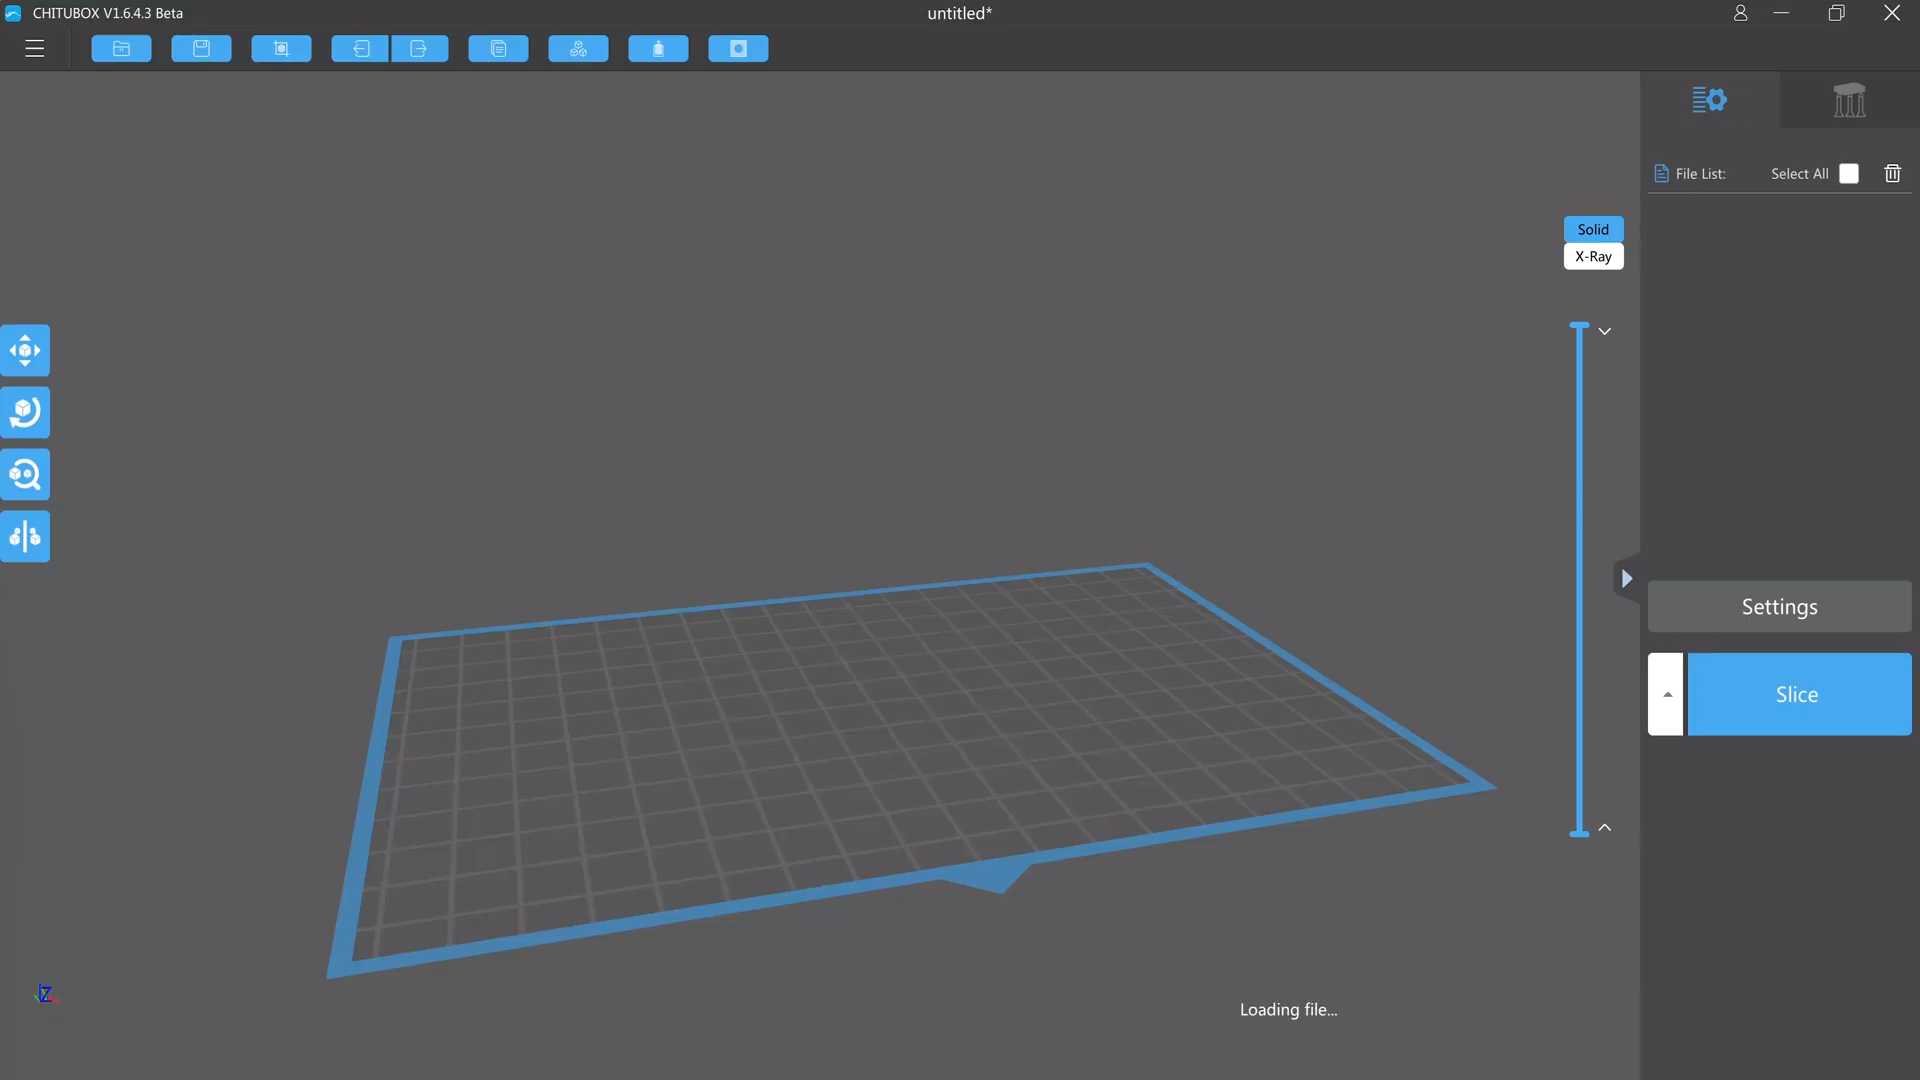 CHITUBOX V1.6.4.3 Beta
untitled*
File List:
Select All
Solid
X-Ray
Settings
Slice
Z
Loading file...